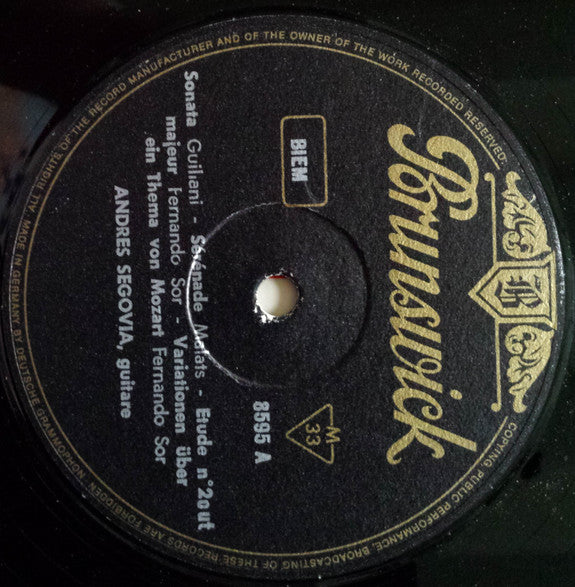 Brunswick
BIEM
M
33
8595 A
Sonata Guiliani - Sérénade Malats - Etude n°2 out
majeur Fernando Sor - Variationen über
ein Thema von Mozart Fernando Sor
ANDRES SEGOVIA, guitare
ALL RIGHTS OF THE RECORD MANUFACTURER AND OF THE OWNER OF THE WORK RECORDED RESERVED. COPYING, PUBLIC PERFORMANCE, BROADCASTING OF THESE RECORDS ARE FORBIDDEN.
MADE IN GERMANY BY DEUTSCHE GRAMMOPHON